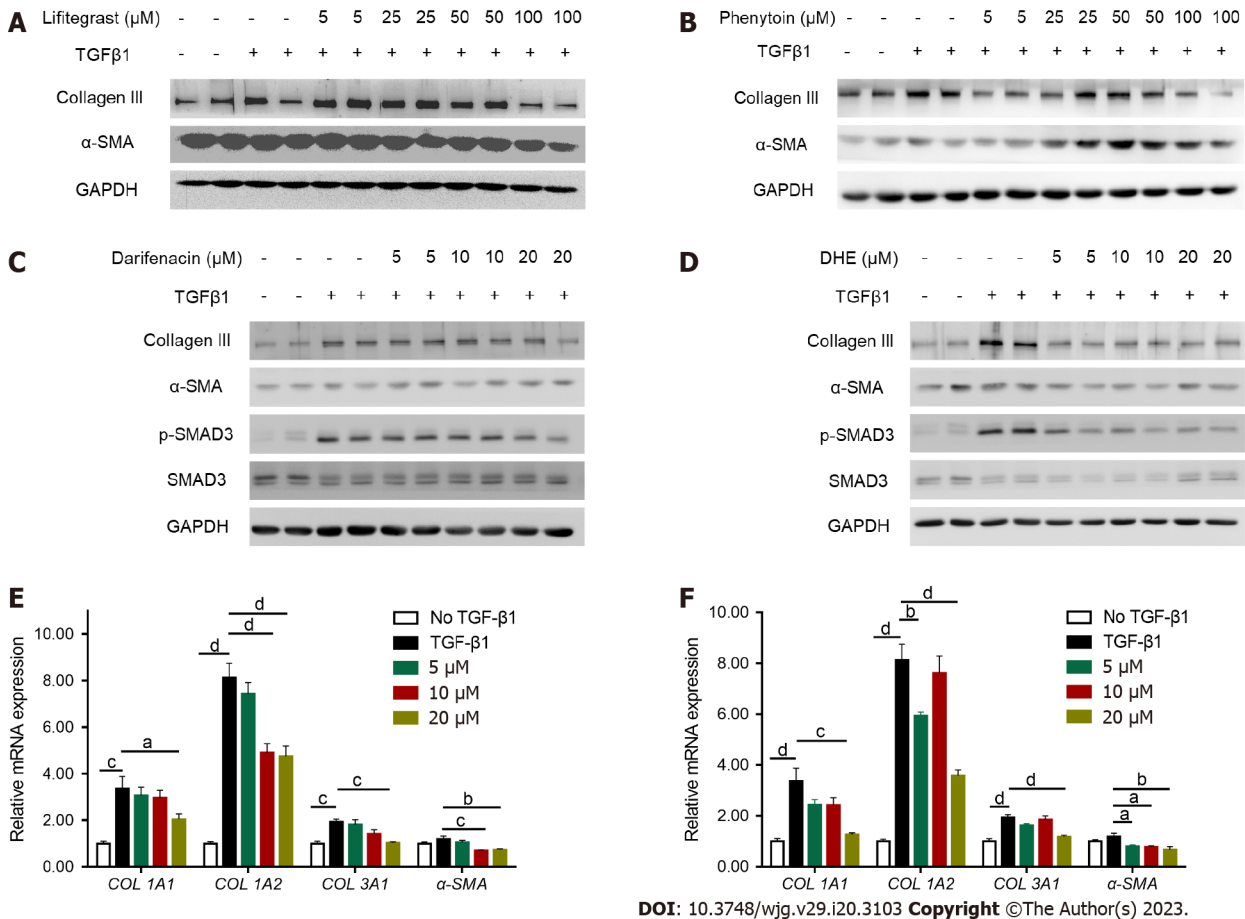 A
Lifitegrast (μM) 5 5 25 25 50 50 100 100
TGFβ1 - - + + + + + + + + + +
Collagen III
α-SMA
GAPDH
B
Phenytoin (μM) 5 5 25 25 50 50 100 100
TGFβ1 - - + + + + + + + + + +
Collagen III
α-SMA
GAPDH
C
Darifenacin (μM) - - - - 5 5 10 10 20 20
TGFβ1 - - + + + + + + + +
Collagen III
α-SMA
p-SMAD3
SMAD3
GAPDH
D
DHE (μM) - - - - 5 5 10 10 20 20
TGFβ1 - - + + + + + + + +
Collagen III
α-SMA
p-SMAD3
SMAD3
GAPDH
E
Relative mRNA expression
10.00
8.00
6.00
4.00
2.00
0.00
c a
d d d
c c
c b
COL 1A1 COL 1A2 COL 3A1 α-SMA
No TGF-β1
TGF-β1
5 μM
10 μM
20 μM
F
Relative mRNA expression
10.00
8.00
6.00
4.00
2.00
0.00
d c
d b d
d d
a a b
COL 1A1 COL 1A2 COL 3A1 α-SMA
No TGF-β1
TGF-β1
5 μM
10 μM
20 μM
DOI: 10.3748/wjg.v29.i20.3103 Copyright ©The Author(s) 2023.